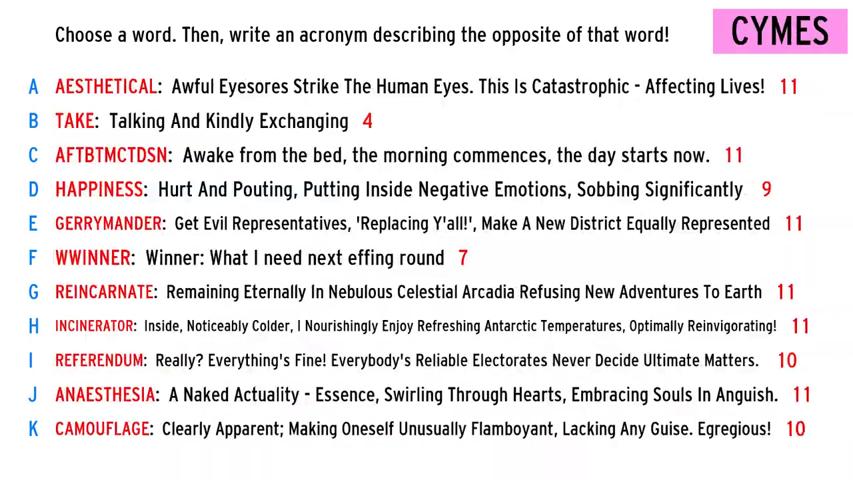 Choose a word. Then, write an acronym describing the opposite of that word!
CYMES
A AESTHETICAL: Awful Eyesores Strike The Human Eyes. This Is Catastrophic - Affecting Lives! 11
B TAKE: Talking And Kindly Exchanging 4
C AFTBTMCTDSN: Awake from the bed, the morning commences, the day starts now. 11
D HAPPINESS: Hurt And Pouting, Putting Inside Negative Emotions, Sobbing Significantly 9
E GERRYMANDER: Get Evil Representatives, 'Replacing Y'all!', Make A New District Equally Represented 11
F WWINNER: Winner: What I need next effing round 7
G REINCARNATE: Remaining Eternally In Nebulous Celestial Arcadia Refusing New Adventures To Earth 11
H INCINERATOR: Inside, Noticeably Colder, I Nourishingly Enjoy Refreshing Antarctic Temperatures, Optimally Reinvigorating! 11
I REFERENDUM: Really? Everything's Fine! Everybody's Reliable Electorates Never Decide Ultimate Matters. 10
J ANAESTHESIA: A Naked Actuality - Essence, Swirling Through Hearts, Embracing Souls In Anguish. 11
K CAMOUFLAGE: Clearly Apparent; Making Oneself Unusually Flamboyant, Lacking Any Guise. Egregious! 10